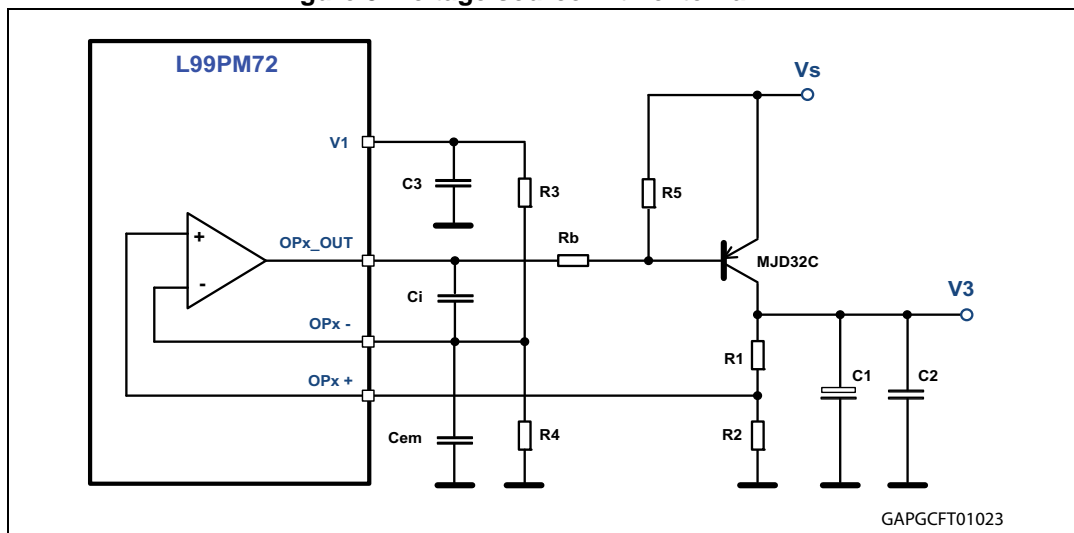 L99PM72
Vs
V1
C3
R3
R5
OPx_OUT
Rb
MJD32C
+
-
Ci
V3
OPx -
R1
C1
C2
OPx +
Cem
R4
R2
GAPGCFT01023